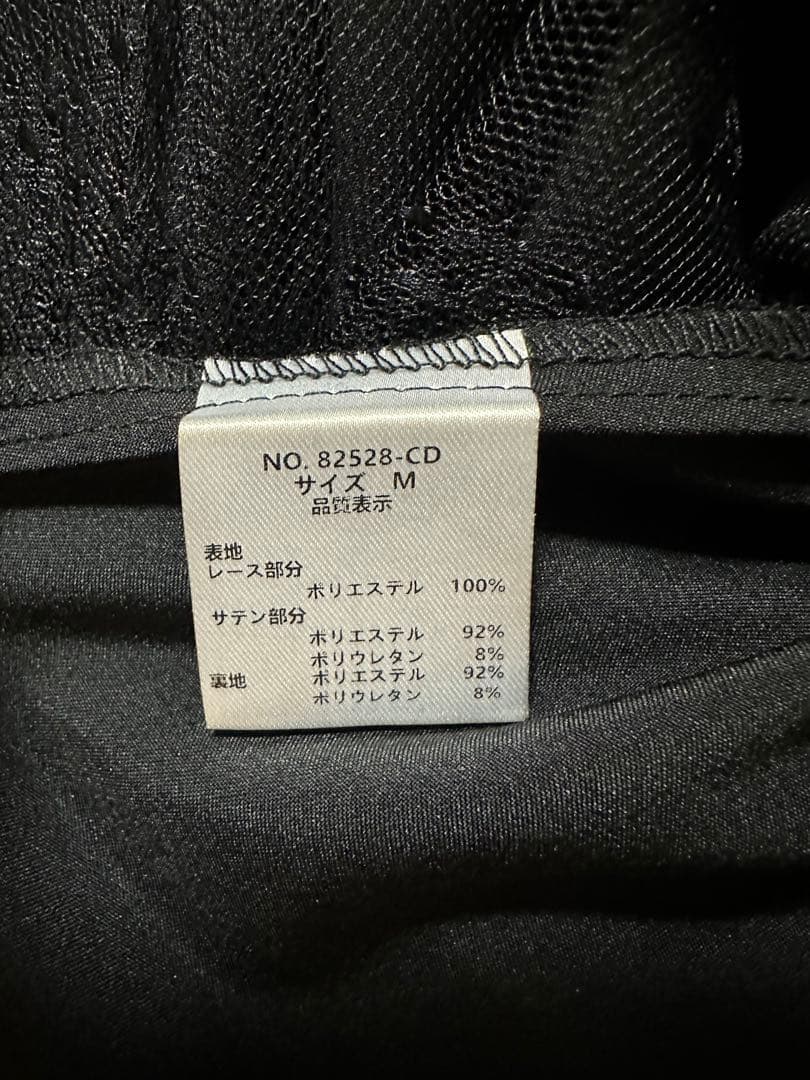 NO. 82528-CD
サイズ M
品質表示
表地
レース部分
ポリエステル 100%
サテン部分
ポリエステル 92%
ポリウレタン 8%
裏地 ポリエステル 92%
ポリウレタン 8%